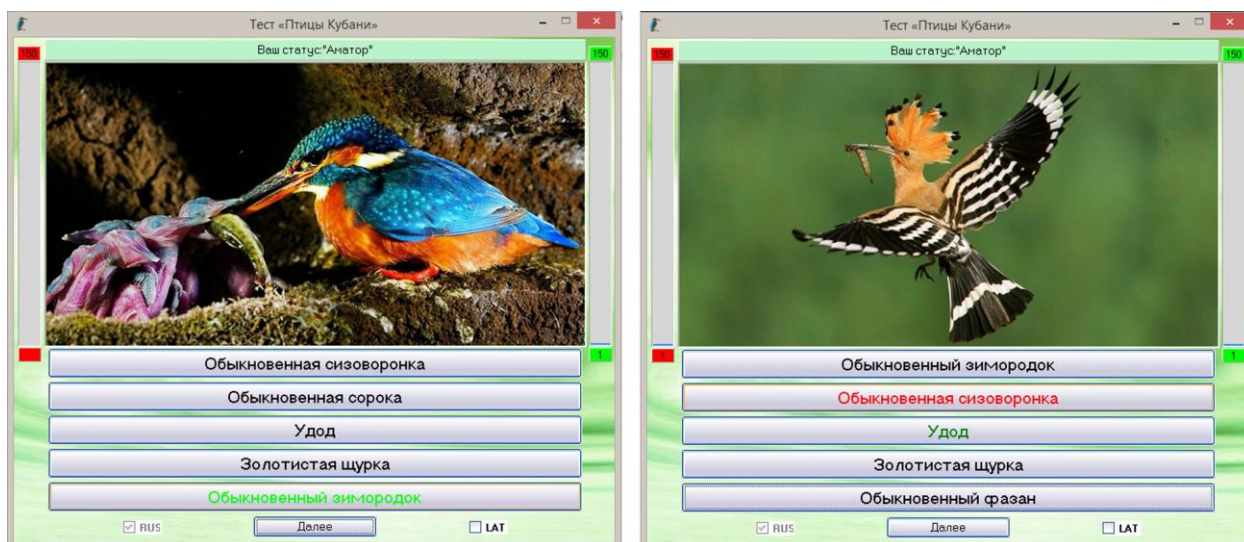 Тест «Птицы Кубани»
Ваш статус:"Аматор"
150
150
1
Обыкновенная сизоворонка
Обыкновенная сорока
Удод
Золотистая щурка
Обыкновенный зимородок
RUS
Далее
LAT
Тест «Птицы Кубани»
Ваш статус:"Аматор"
150
150
1
1
Обыкновенный зимородок
Обыкновенная сизоворонка
Удод
Золотистая щурка
Обыкновенный фазан
RUS
Далее
LAT